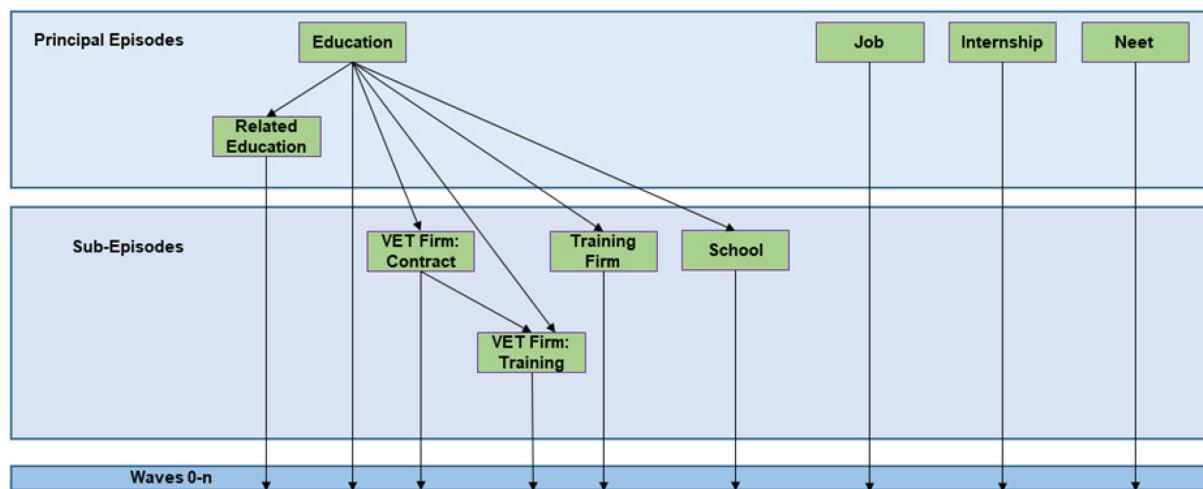 Principal Episodes
Education
Job
Internship
Neet
Related
Education
Sub-Episodes
VET Firm:
Contract
Training
Firm
School
VET Firm:
Training
Waves 0-n